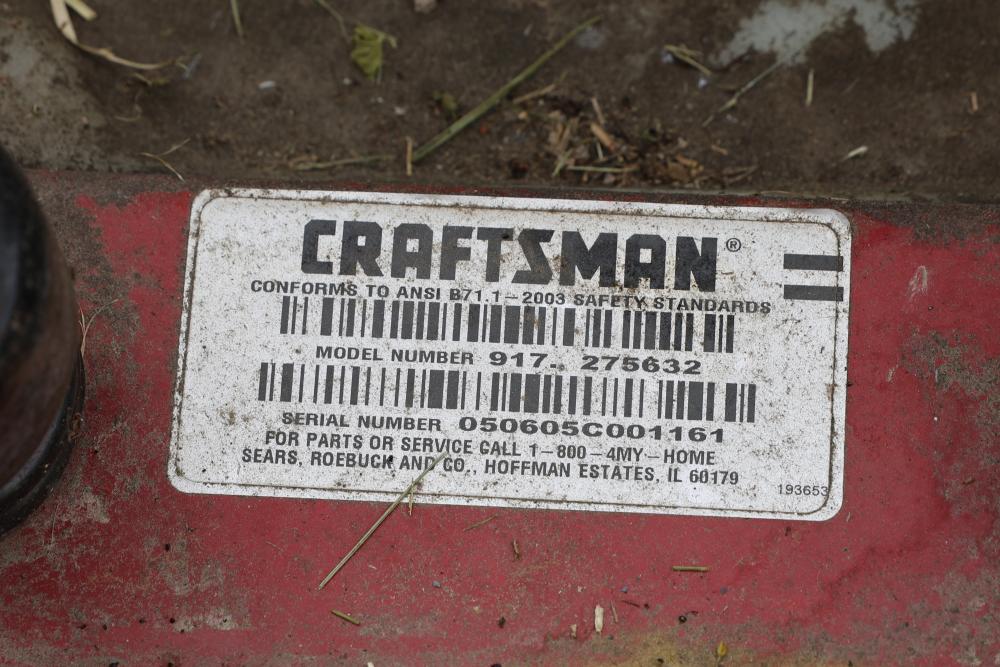 CRAFTSMAN®
CONFORMS TO ANSI B71.1-2003 SAFETY STANDARDS
MODEL NUMBER 917. 275632
SERIAL NUMBER 050605C001161
FOR PARTS OR SERVICE CALL 1-800-4MY-HOME
SEARS, ROEBUCK AND CO., HOFFMAN ESTATES, IL 60179
193653